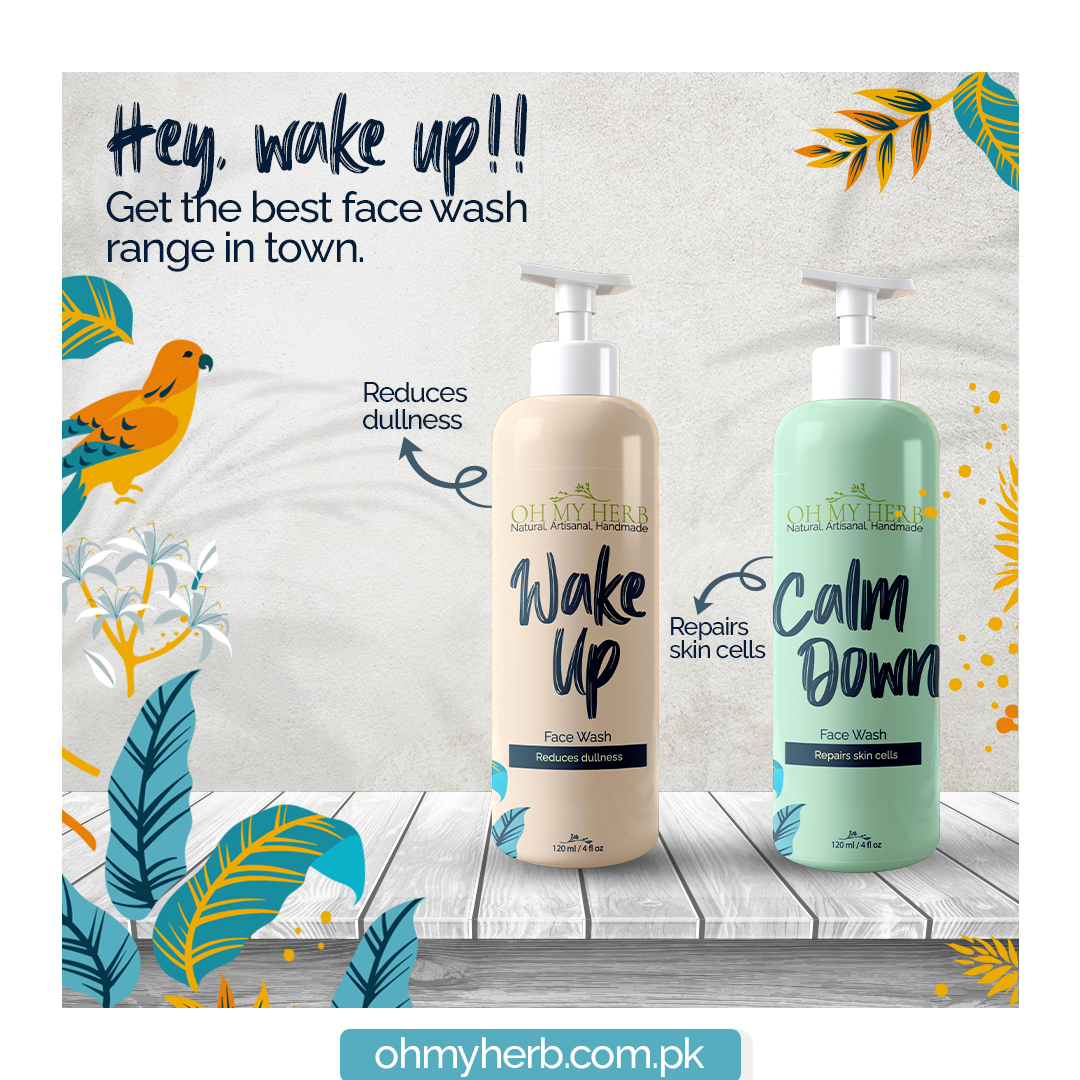 Hey, wake up!!
Get the best face wash
range in town.
Reduces
dullness
OH MY HERB
Natural, Artisanal, Handmade
Wake
Up
Face Wash
Reduces dullness
120 ml / 4 fl oz
Repairs
skin cells
OH MY HERB
Natural, Artisanal, Handmade
Calm
Down
Face Wash
Repairs skin cells
120 ml / 4 fl oz
ohmyherb.com.pk